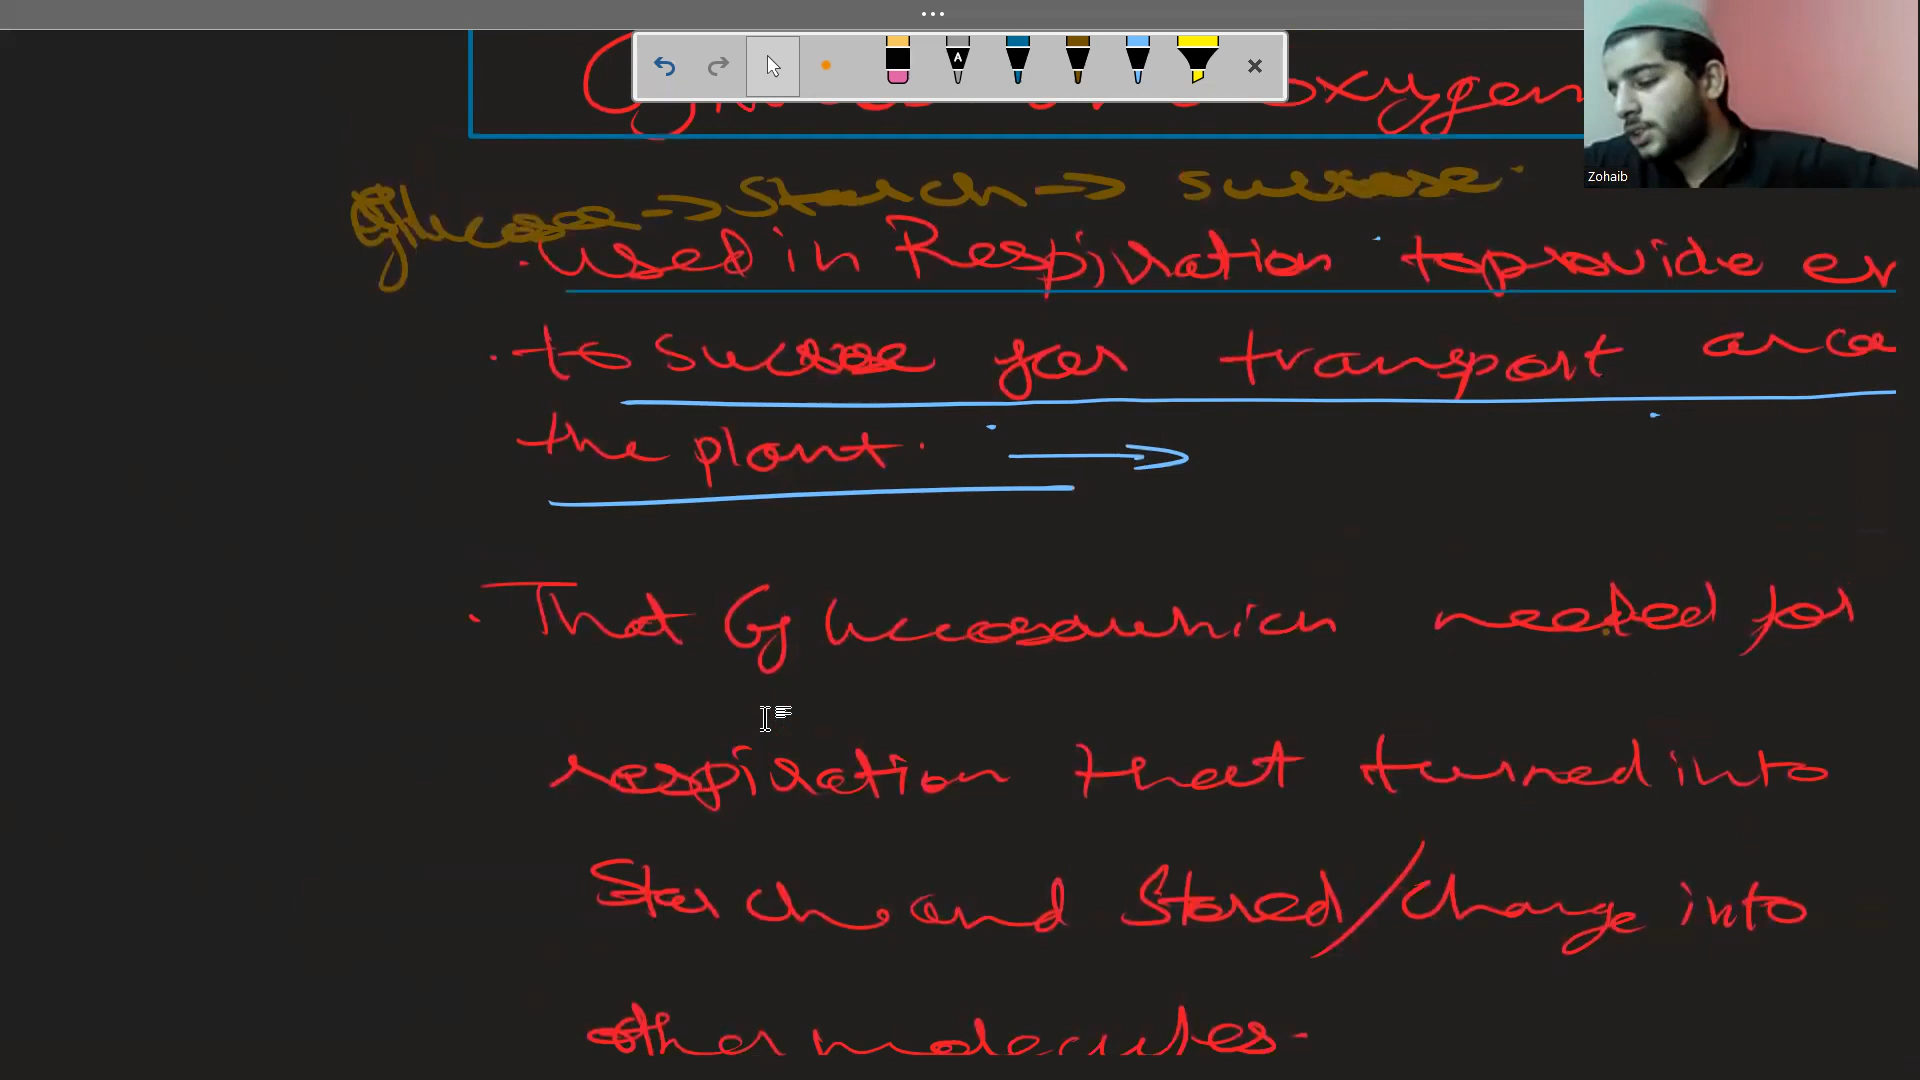 oxygen
Zohaib
Glucose → Starch → sucrose.
. Used in Respiration to provide en
. to sucrose for transport aroa
the plant. →
. That Glucose which needed for
respiration that turned into
Starch and Stored/change into
other molecules.